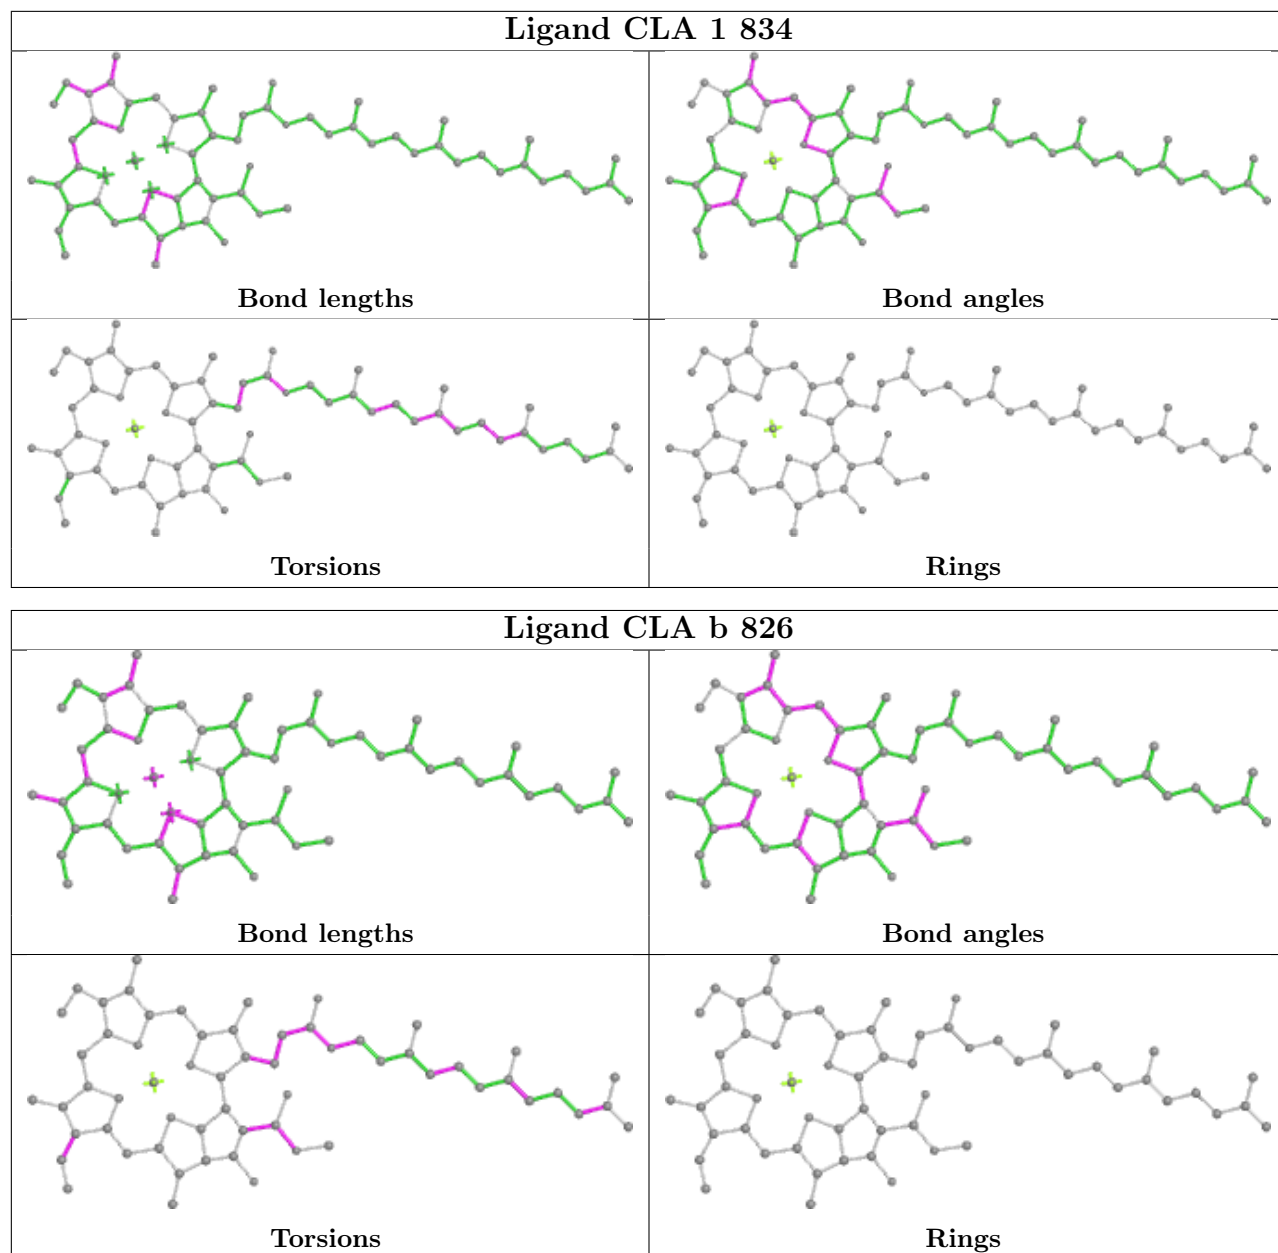 Ligand CLA 1 834
Bond lengths
Bond angles
Torsions
Rings
Ligand CLA b 826
Bond lengths
Bond angles
Torsions
Rings